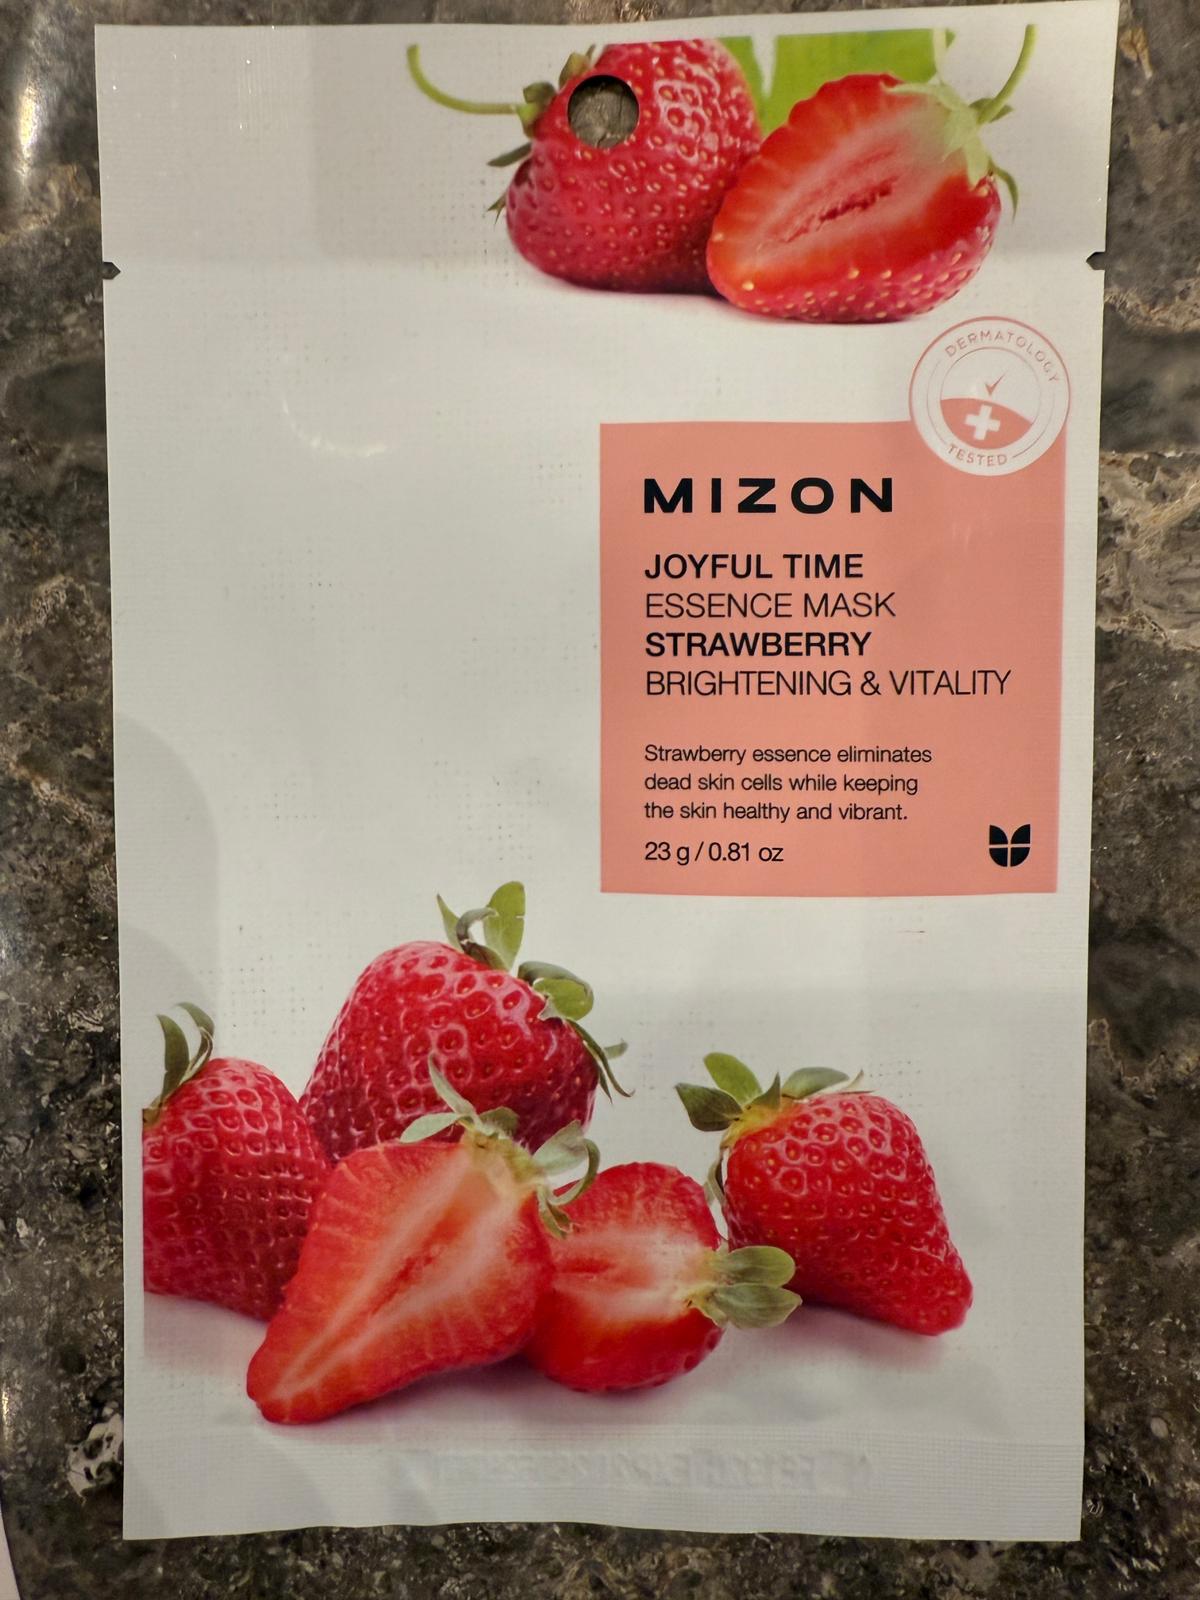 DERMATOLOGY
TESTED
MIZON
JOYFUL TIME
ESSENCE MASK
STRAWBERRY
BRIGHTENING & VITALITY
Strawberry essence eliminates
dead skin cells while keeping
the skin healthy and vibrant.
23 g / 0.81 oz